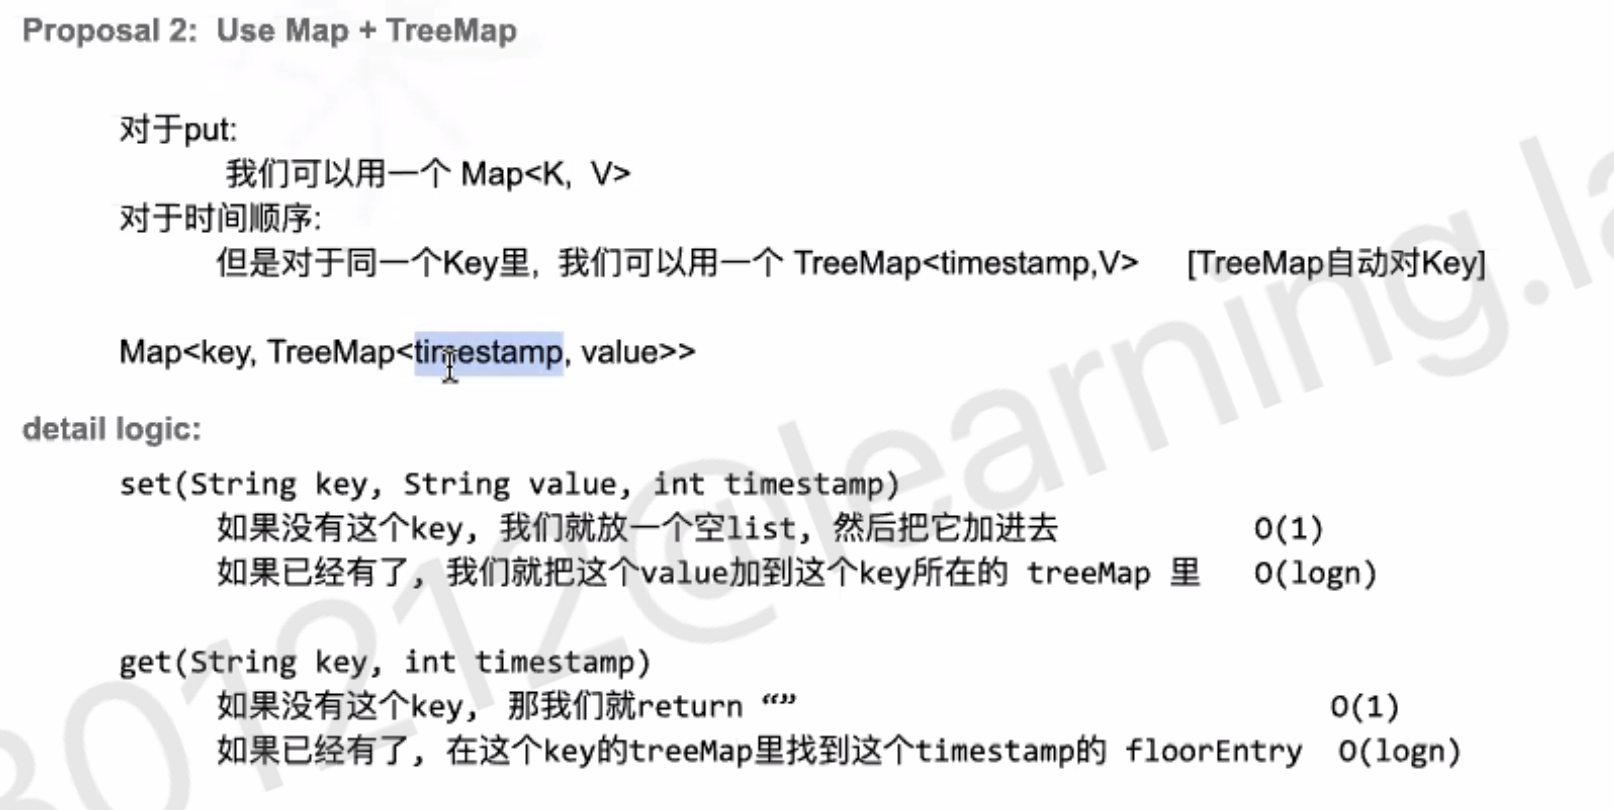 Proposal 2: Use Map + TreeMap
对于put:
我们可以用一个 Map<K, V>
对于时间顺序:
但是对于同一个Key里, 我们可以用一个 TreeMap<timestamp,V> [TreeMap自动对Key]
Map<key, TreeMap<timestamp, value>>
detail logic:
set(String key, String value, int timestamp)
如果没有这个key, 我们就放一个空list, 然后把它加进去 O(1)
如果已经有了, 我们就把这个value加到这个key所在的 treeMap 里 O(logn)
get(String key, int timestamp)
如果没有这个key, 那我们就return “” O(1)
如果已经有了, 在这个key的treeMap里找到这个timestamp的 floorEntry O(logn)
301212@learning.la